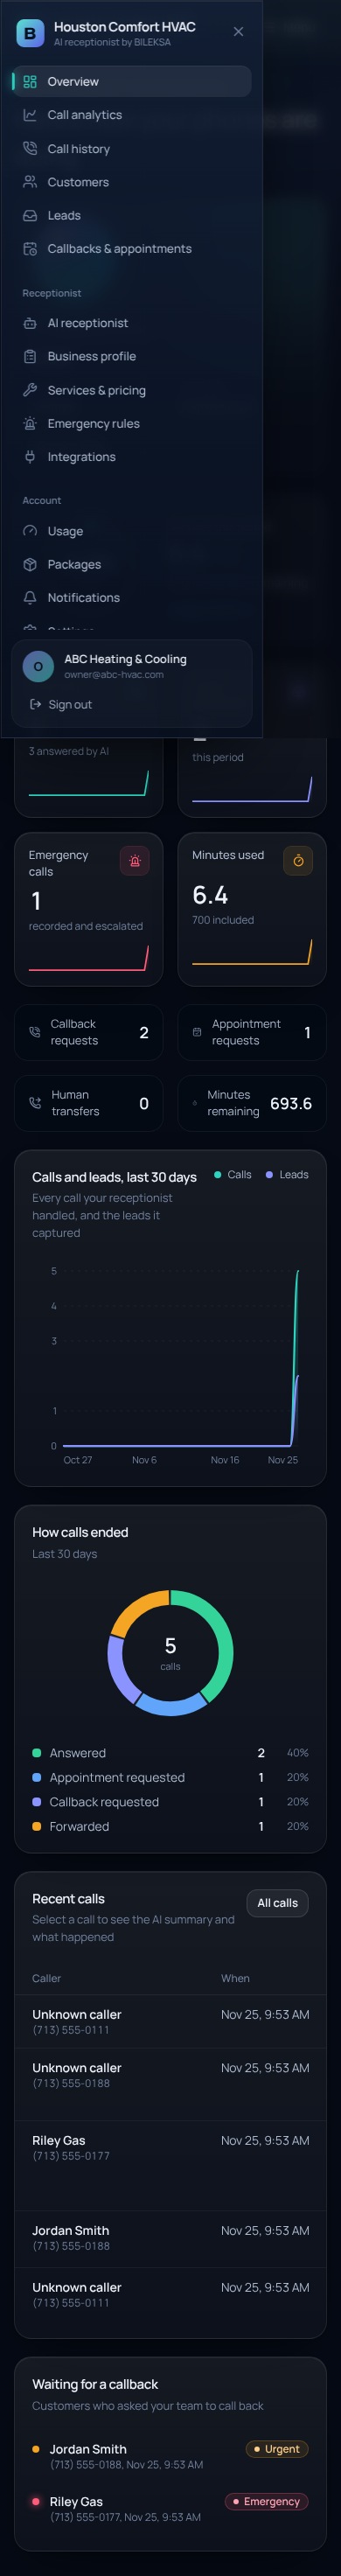 B
Houston Comfort HVAC
AI receptionist by BILEKSA
Overview
Call analytics
Call history
Customers
Leads
Callbacks & appointments
Receptionist
AI receptionist
Business profile
Services & pricing
Emergency rules
Integrations
Account
Usage
Packages
Notifications
O
ABC Heating & Cooling
owner@abc-hvac.com
Sign out
3 answered by AI
this period
Emergency calls
1
recorded and escalated
Minutes used
6.4
700 included
Callback requests
2
Appointment requests
1
Human transfers
0
Minutes remaining
693.6
Calls and leads, last 30 days
Calls
Leads
Every call your receptionist
handled, and the leads it
captured
5
4
3
1
0
Oct 27
Nov 6
Nov 16
Nov 25
How calls ended
Last 30 days
5
calls
Answered 2 40%
Appointment requested 1 20%
Callback requested 1 20%
Forwarded 1 20%
Recent calls
All calls
Select a call to see the AI summary and
what happened
Caller When
Unknown caller Nov 25, 9:53 AM
(713) 555-0111
Unknown caller Nov 25, 9:53 AM
(713) 555-0188
Riley Gas Nov 25, 9:53 AM
(713) 555-0177
Jordan Smith Nov 25, 9:53 AM
(713) 555-0188
Unknown caller Nov 25, 9:53 AM
(713) 555-0111
Waiting for a callback
Customers who asked your team to call back
Jordan Smith Urgent
(713) 555-0188, Nov 25, 9:53 AM
Riley Gas Emergency
(713) 555-0177, Nov 25, 9:53 AM